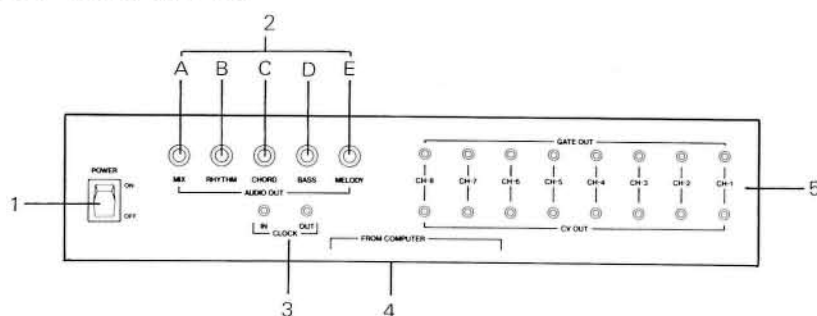 2
A B C D E
GATE OUT
POWER
ON
OFF
MIX RHYTHM CHORD BASS MELODY
AUDIO OUT
CH-8 CH-7 CH-6 CH-5 CH-4 CH-3 CH-2 CH-1
1
5
IN OUT
CLOCK
FROM COMPUTER
CV OUT
3
4